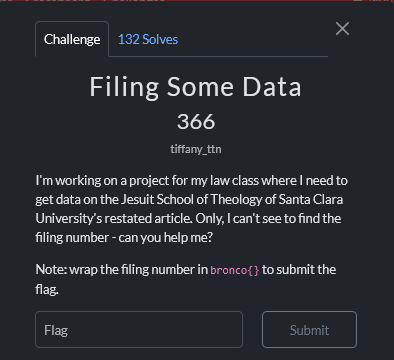 Challenge
132 Solves
Filing Some Data
366
tiffany_ttn
I'm working on a project for my law class where I need to
get data on the Jesuit School of Theology of Santa Clara
University's restated article. Only, I can't see to find the
filing number - can you help me?
Note: wrap the filing number in bronco{} to submit the
flag.
Flag
Submit